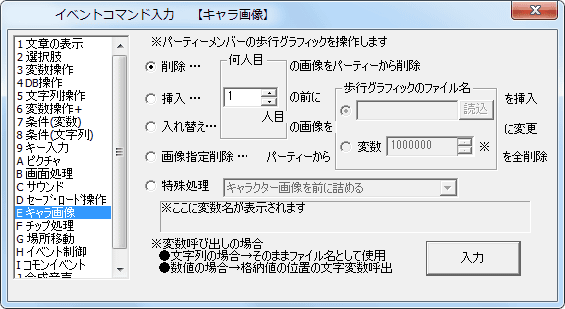 イベントコマンド入力 【キャラ画像】
1 文章の表示
2 選択肢
3 変数操作
4 DB操作
5 文字列操作
6 変数操作+
7 条件(変数)
8 条件(文字列)
9 キー入力
A ピクチャ
B 画面処理
C サウンド
D セーブ・ロード操作
E キャラ画像
F チップ処理
G 場所移動
H イベント制御
I コモンイベント
J 合成音声
※パーティーメンバーの歩行グラフィックを操作します
何人目
削除 … の画像をパーティーから削除
歩行グラフィックのファイル名
挿入 … 1 の前に 読込 を挿入
人目
入れ替え… の画像を に変更
変数 1000000 ※
画像指定削除 … パーティーから を全削除
特殊処理 キャラクター画像を前に詰める
※ここに変数名が表示されます
※変数呼び出しの場合
●文字列の場合→そのままファイル名として使用
●数値の場合→格納値の位置の文字変数呼出
入力